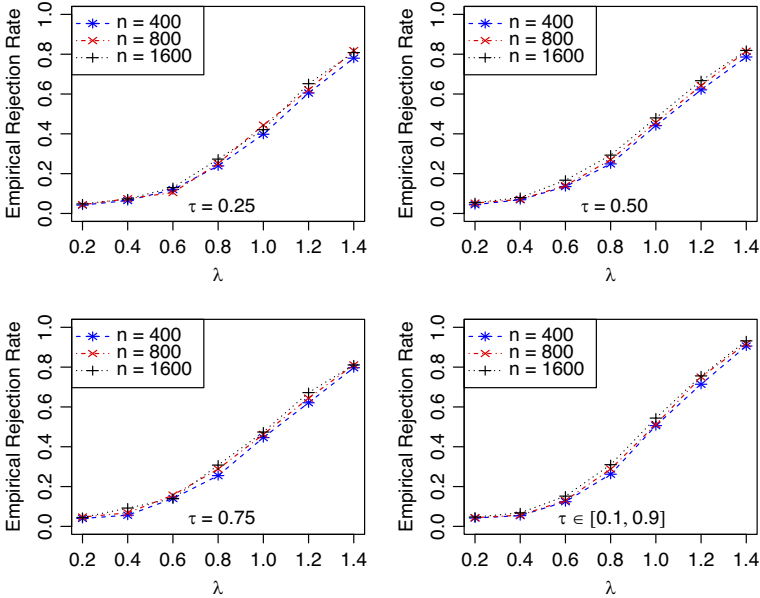 Empirical Rejection Rate
0.0 0.2 0.4 0.6 0.8 1.0
n = 400
n = 800
n = 1600
τ = 0.25
0.2 0.4 0.6 0.8 1.0 1.2 1.4
λ
Empirical Rejection Rate
0.0 0.2 0.4 0.6 0.8 1.0
n = 400
n = 800
n = 1600
τ = 0.50
0.2 0.4 0.6 0.8 1.0 1.2 1.4
λ
Empirical Rejection Rate
0.0 0.2 0.4 0.6 0.8 1.0
n = 400
n = 800
n = 1600
τ = 0.75
0.2 0.4 0.6 0.8 1.0 1.2 1.4
λ
Empirical Rejection Rate
0.0 0.2 0.4 0.6 0.8 1.0
n = 400
n = 800
n = 1600
τ ∈ [0.1, 0.9]
0.2 0.4 0.6 0.8 1.0 1.2 1.4
λ